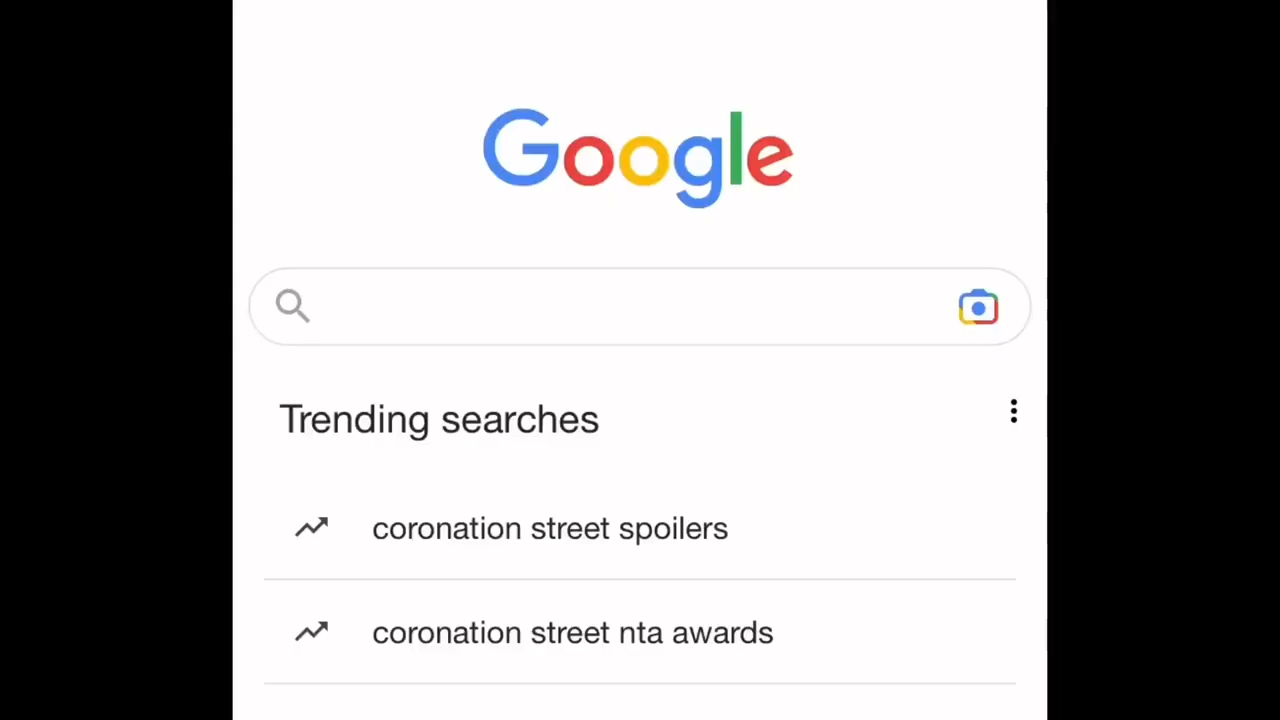 Google
Trending searches
coronation street spoilers
coronation street nta awards